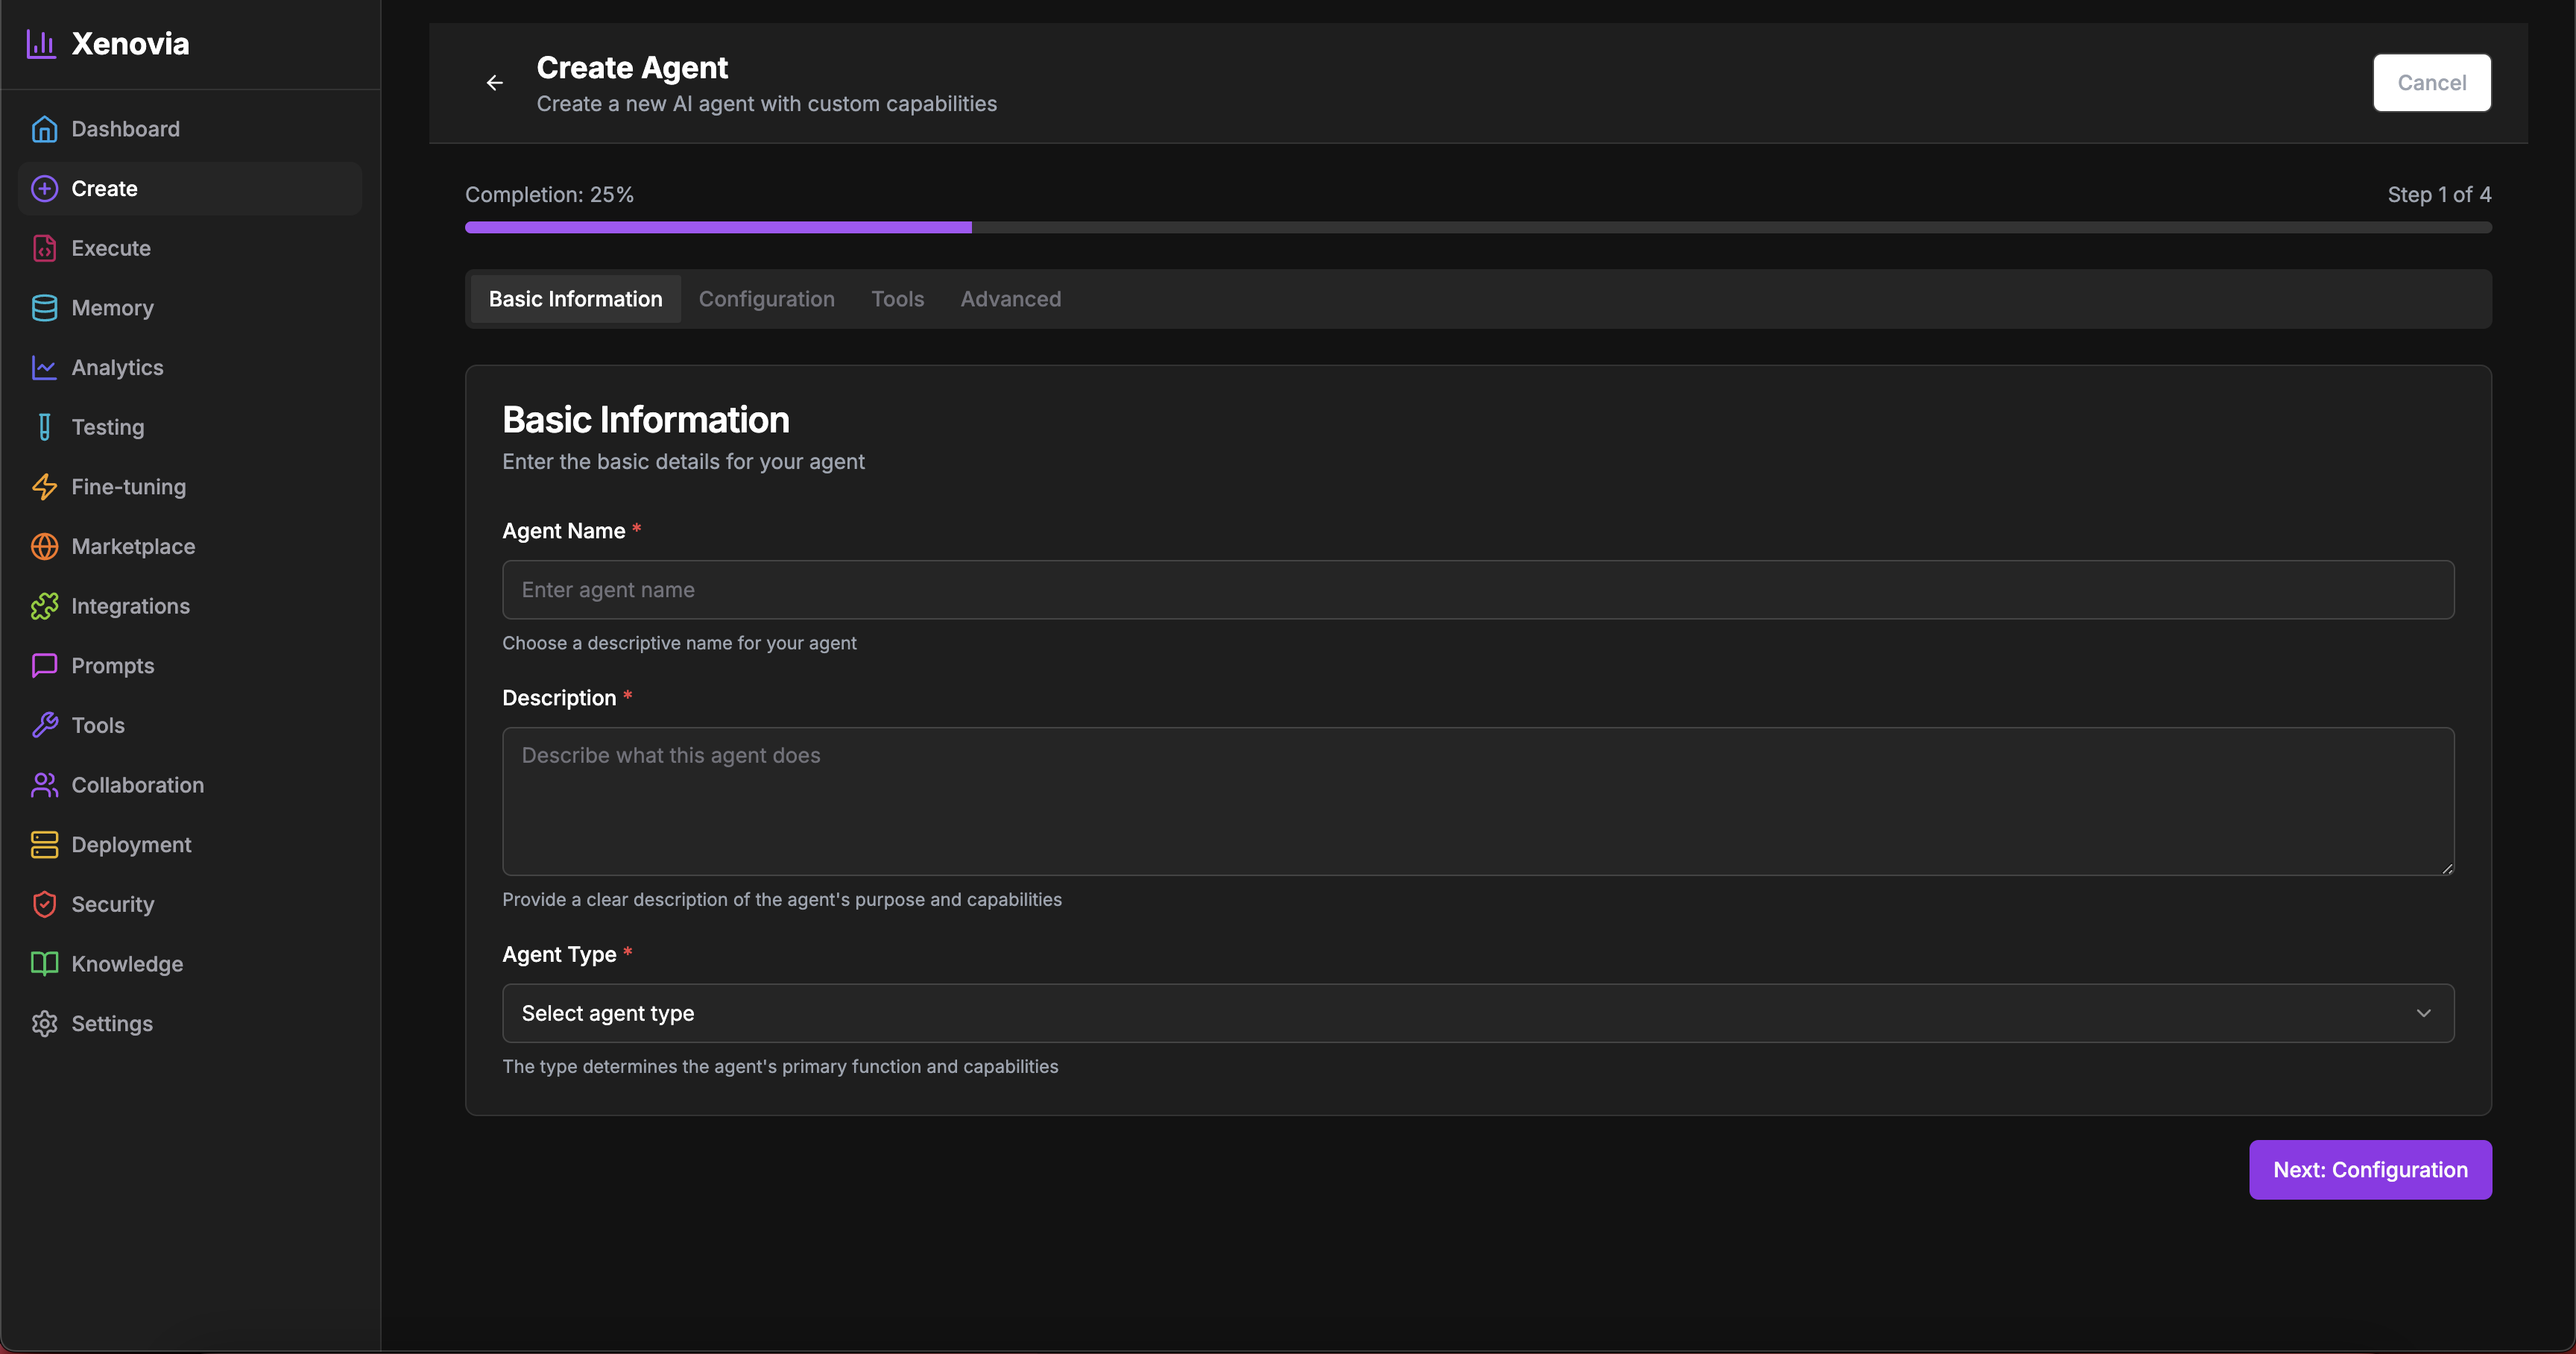 Xenovia
Dashboard
Create
Execute
Memory
Analytics
Testing
Fine-tuning
Marketplace
Integrations
Prompts
Tools
Collaboration
Deployment
Security
Knowledge
Settings
Create Agent
Create a new AI agent with custom capabilities
Cancel
Completion: 25%
Step 1 of 4
Basic Information
Configuration
Tools
Advanced
Basic Information
Enter the basic details for your agent
Agent Name *
Enter agent name
Choose a descriptive name for your agent
Description *
Describe what this agent does
Provide a clear description of the agent's purpose and capabilities
Agent Type *
Select agent type
The type determines the agent's primary function and capabilities
Next: Configuration